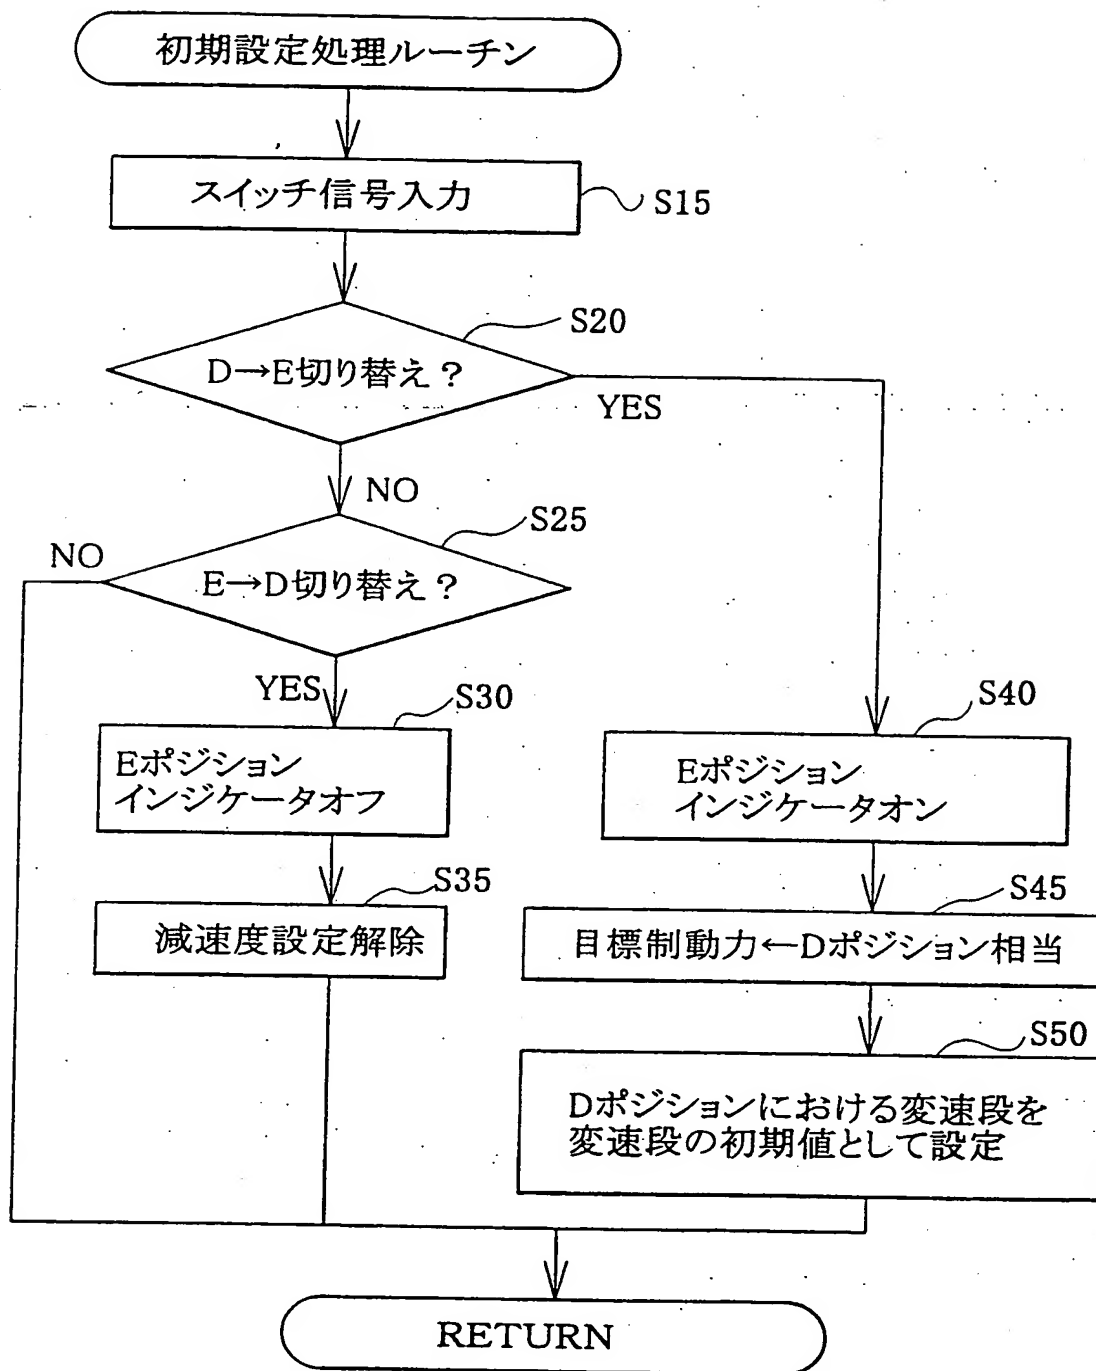 初期設定処理ルーチン
スイッチ信号入力
S15
S20
D→E切り替え？
YES
NO
S25
NO
E→D切り替え？
YES
S30
Eポジション
インジケータオフ
S35
減速度設定解除
S40
Eポジション
インジケータオン
S45
目標制動力←Dポジション相当
S50
Dポジションにおける変速段を
変速段の初期値として設定
RETURN